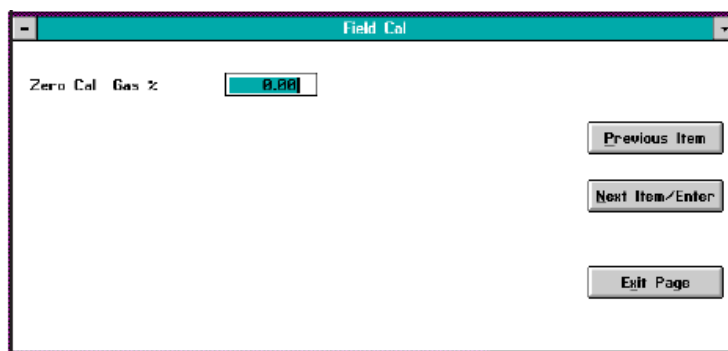 Field Cal
Zero Cal Gas % 0.00
Previous Item
Next Item/Enter
Exit Page